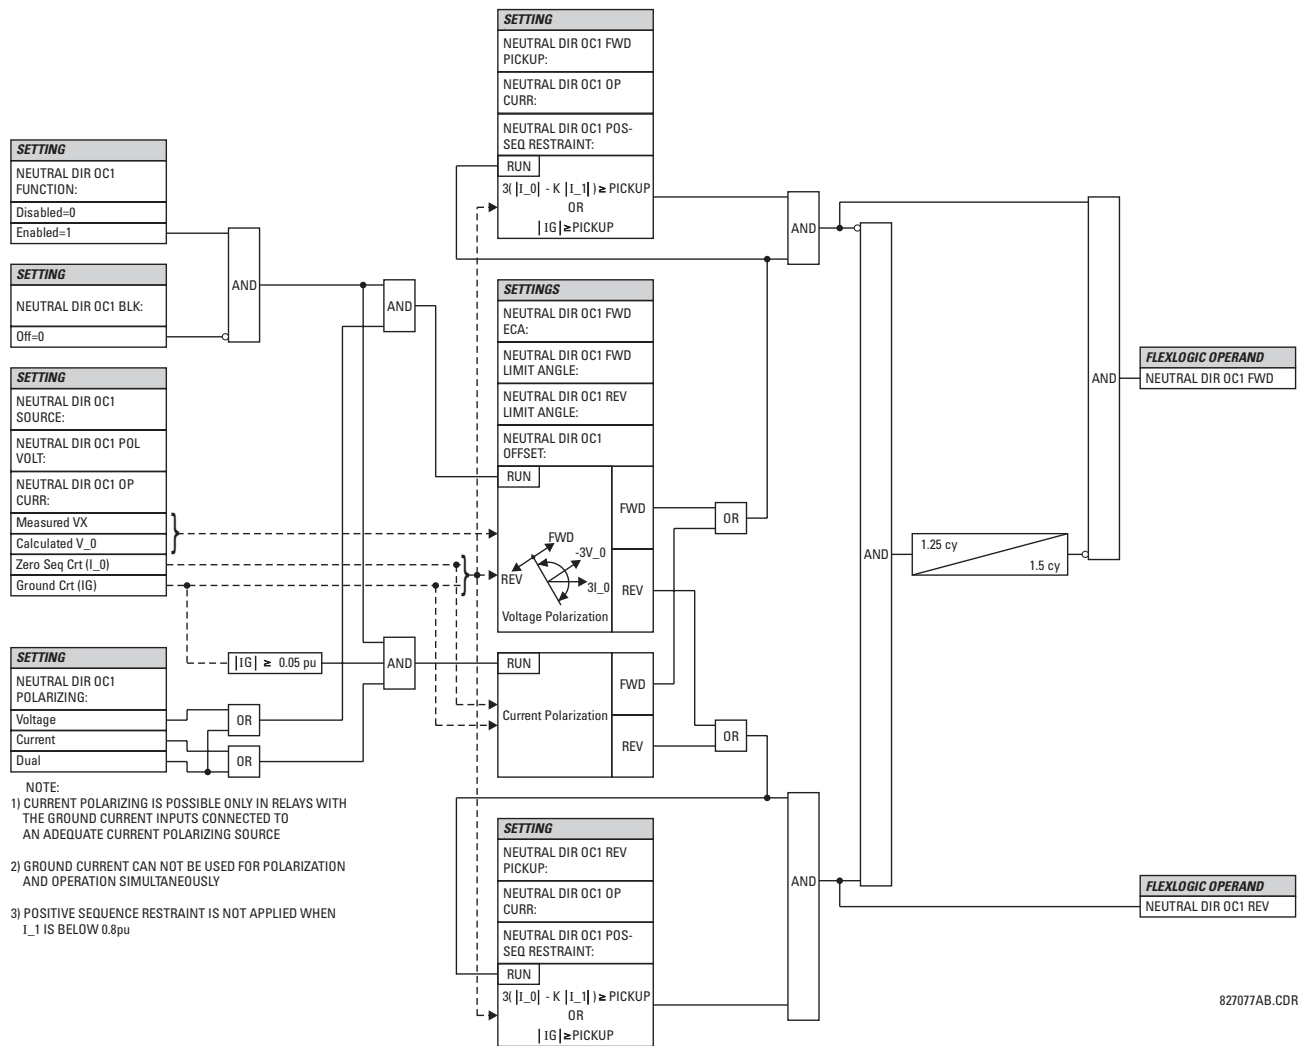 SETTING
NEUTRAL DIR OC1 FWD
PICKUP:
NEUTRAL DIR OC1 OP
CURR:
NEUTRAL DIR OC1 POS-
SEQ RESTRAINT:
RUN
3( |I_0| - K |I_1| ) ≥ PICKUP
OR
| IG| ≥PICKUP
SETTING
NEUTRAL DIR OC1
FUNCTION:
Disabled=0
Enabled=1
SETTING
NEUTRAL DIR OC1 BLK:
Off=0
AND
AND
SETTING
NEUTRAL DIR OC1
SOURCE:
NEUTRAL DIR OC1 POL
VOLT:
NEUTRAL DIR OC1 OP
CURR:
Measured VX
Calculated V_0
Zero Seq Crt (I_0)
Ground Crt (IG)
SETTING
NEUTRAL DIR OC1
POLARIZING:
Voltage
Current
Dual
OR
OR
|IG| ≥ 0.05 pu
AND
SETTINGS
NEUTRAL DIR OC1 FWD
ECA:
NEUTRAL DIR OC1 FWD
LIMIT ANGLE:
NEUTRAL DIR OC1 REV
LIMIT ANGLE:
NEUTRAL DIR OC1
OFFSET:
RUN
FWD
REV
FWD
-3V_0
REV
3I_0
Voltage Polarization
RUN
FWD
Current Polarization
REV
OR
OR
SETTING
NEUTRAL DIR OC1 REV
PICKUP:
NEUTRAL DIR OC1 OP
CURR:
NEUTRAL DIR OC1 POS-
SEQ RESTRAINT:
RUN
3( |I_0| - K |I_1| ) ≥ PICKUP
OR
| IG| ≥PICKUP
AND
AND
AND
1.25 cy
1.5 cy
AND
FLEXLOGIC OPERAND
NEUTRAL DIR OC1 FWD
FLEXLOGIC OPERAND
NEUTRAL DIR OC1 REV
NOTE:
1) CURRENT POLARIZING IS POSSIBLE ONLY IN RELAYS WITH
THE GROUND CURRENT INPUTS CONNECTED TO
AN ADEQUATE CURRENT POLARIZING SOURCE
2) GROUND CURRENT CAN NOT BE USED FOR POLARIZATION
AND OPERATION SIMULTANEOUSLY
3) POSITIVE SEQUENCE RESTRAINT IS NOT APPLIED WHEN
I_1 IS BELOW 0.8pu
827077AB.CDR